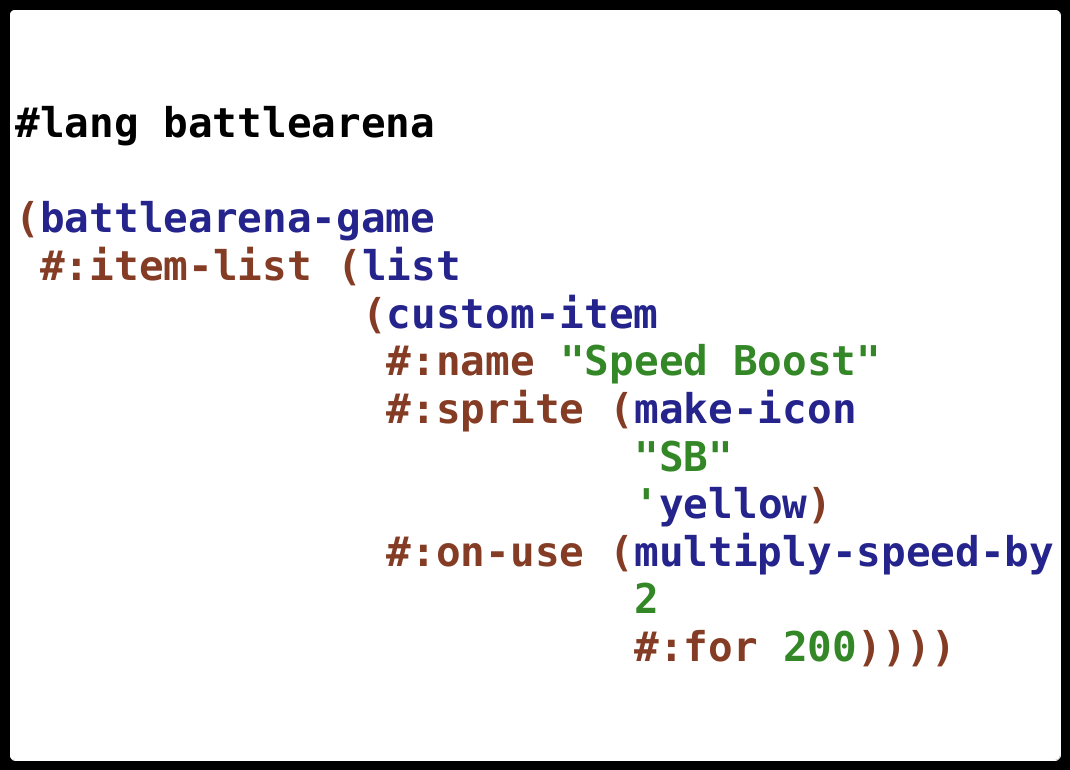 #lang battlearena
(battlearena-game
#:item-list (list
(custom-item
#:name "Speed Boost"
#:sprite (make-icon
"SB"
'yellow)
#:on-use (multiply-speed-by
2
#:for 200))))